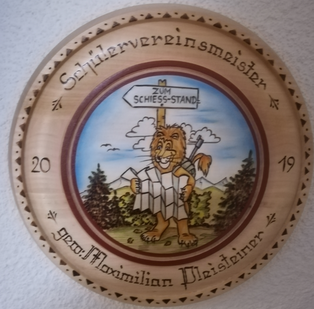 Schülervereinsmeister
ZUM
SCHIESS-STAND
20 19
gew. Maximilian Pleisteiner